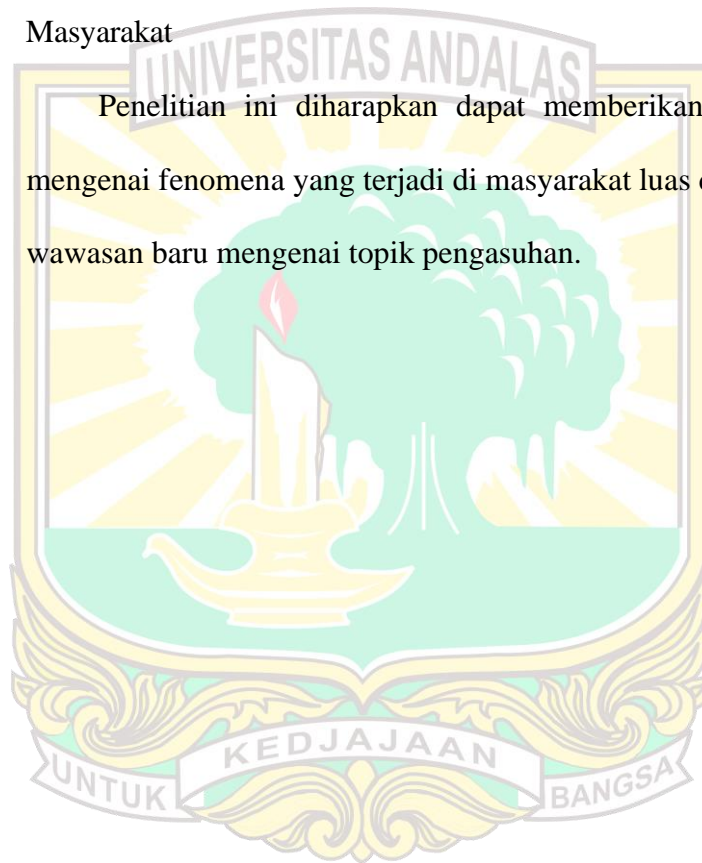 Masyarakat
UNIVERSITAS ANDALAS
Penelitian ini diharapkan dapat memberikan
mengenai fenomena yang terjadi di masyarakat luas
wawasan baru mengenai topik pengasuhan.
UNTUK KEDJAJAAN BANGSA